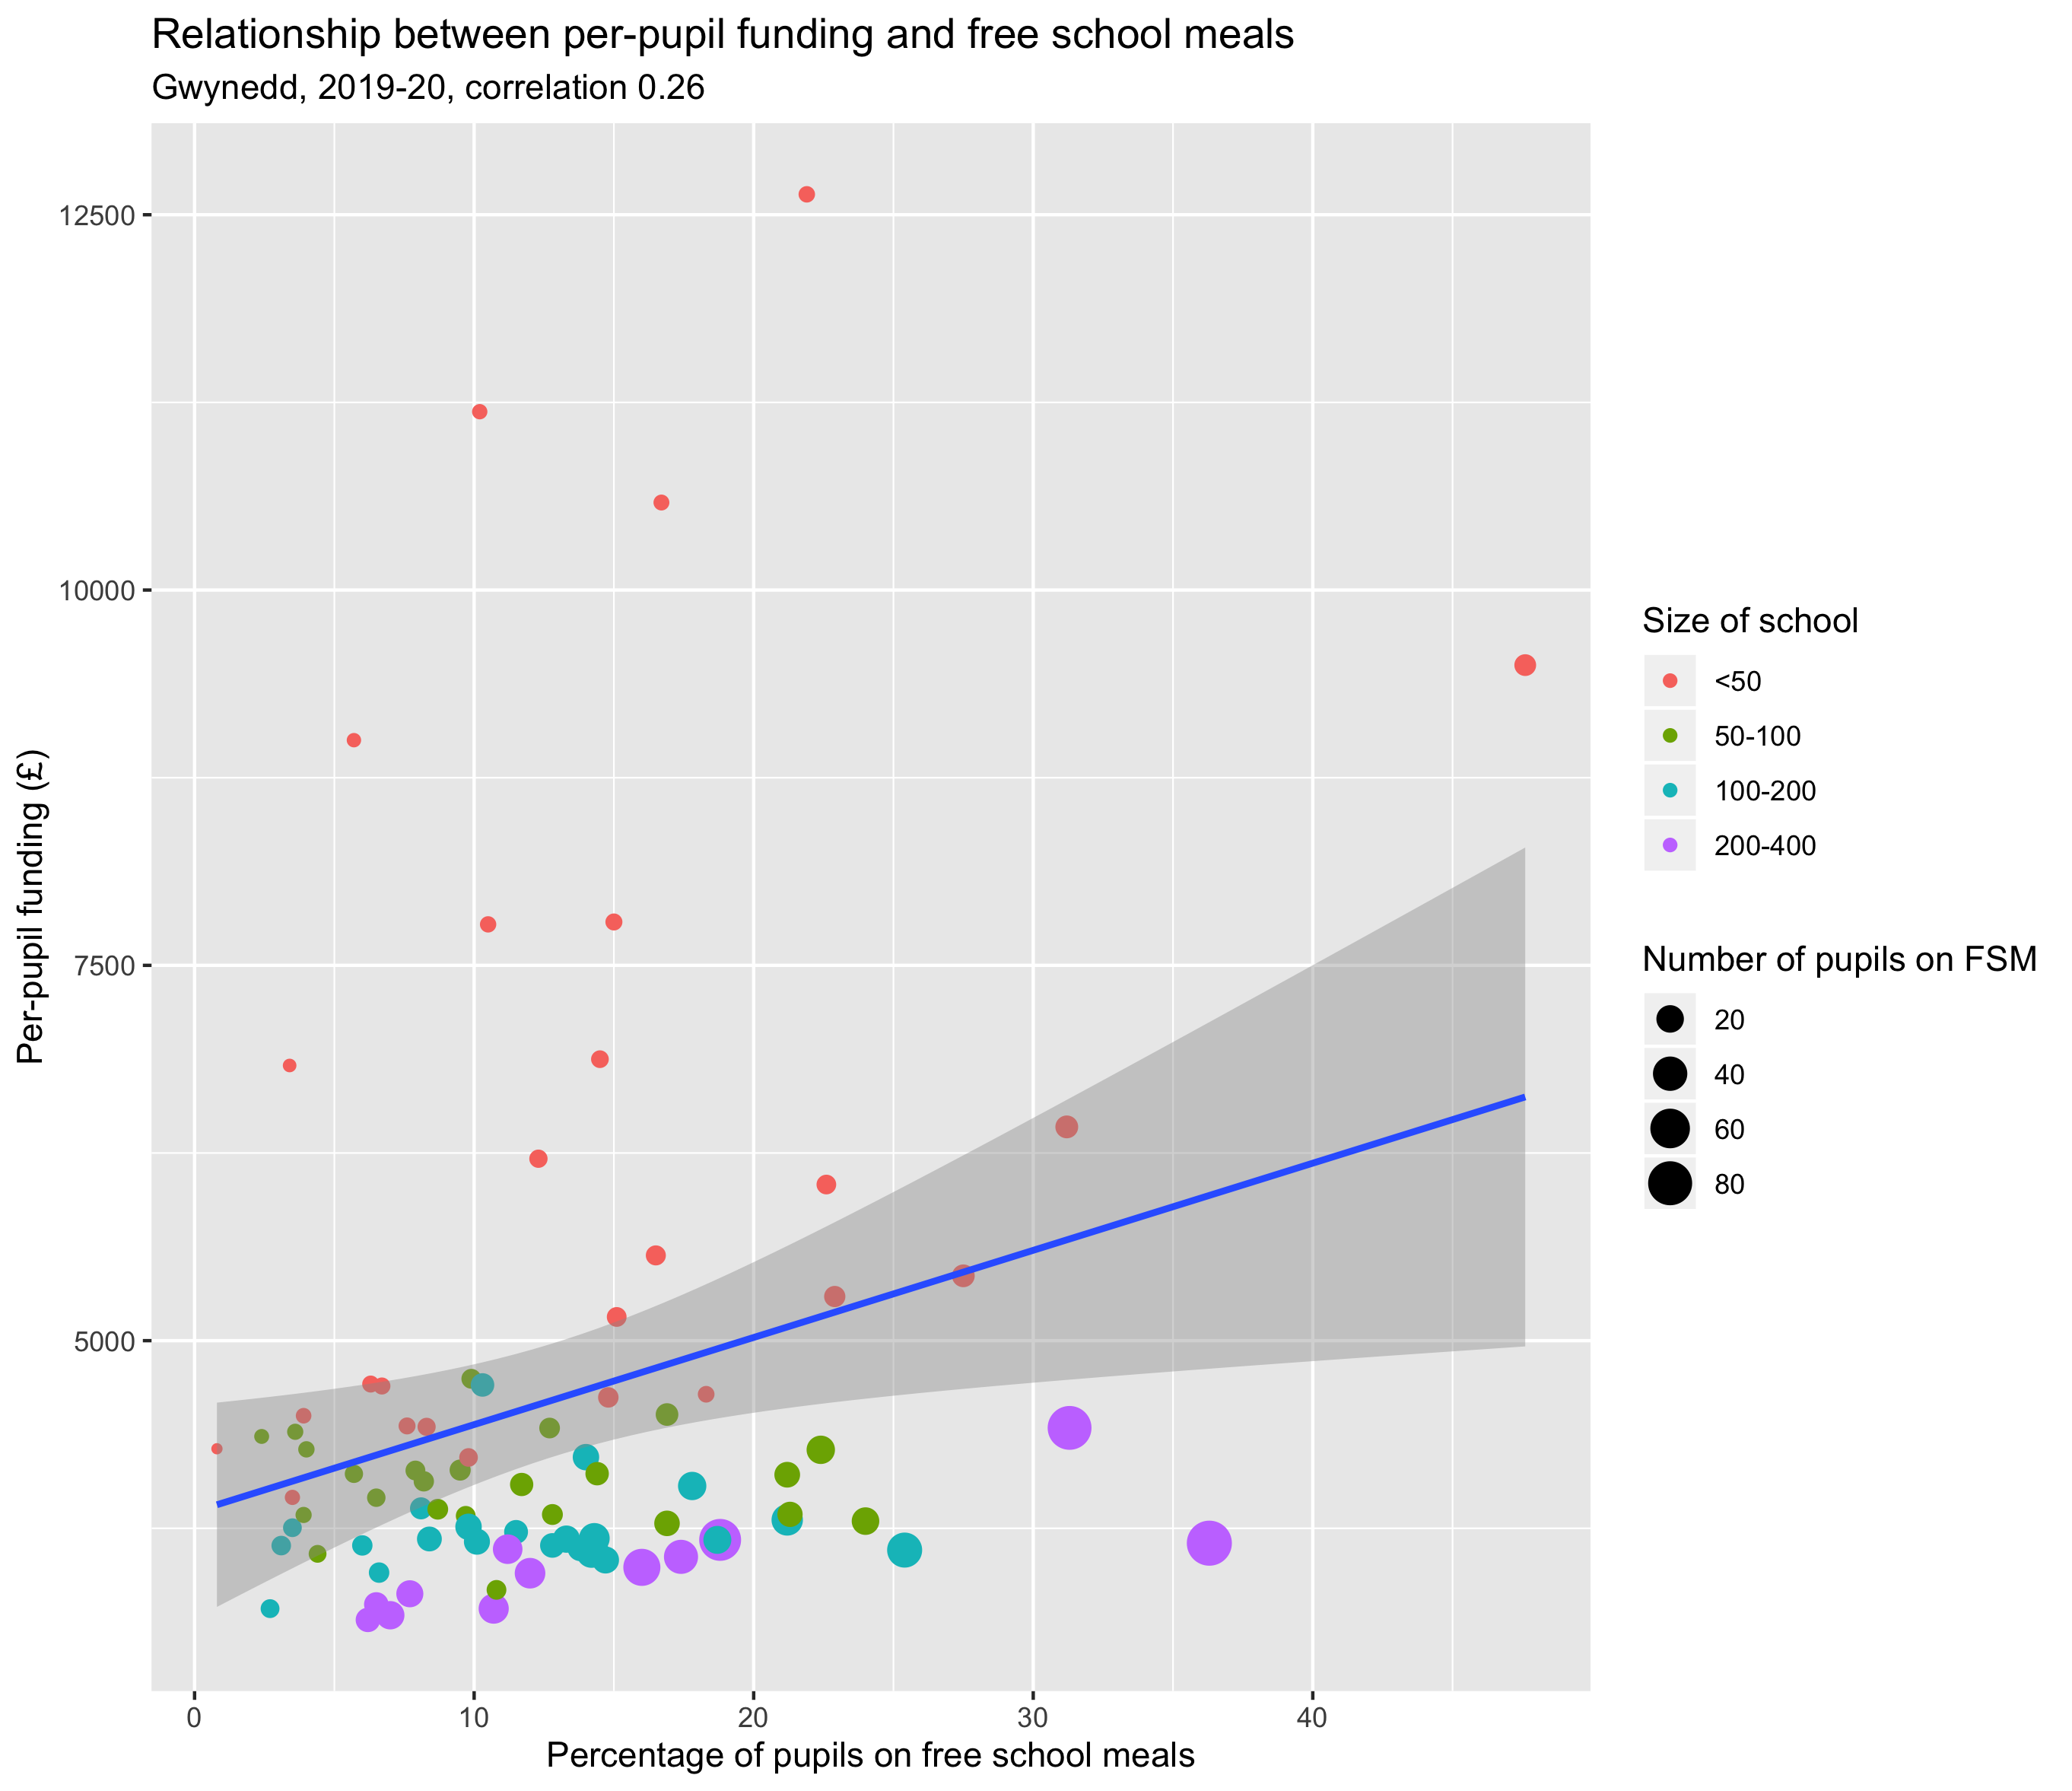 Relationship between per-pupil funding and free school meals
Gwynedd, 2019-20, correlation 0.26
Per-pupil funding (£)
12500
10000
7500
5000
0
10
20
30
40
Percentage of pupils on free school meals
Size of school
<50
50-100
100-200
200-400
Number of pupils on FSM
20
40
60
80